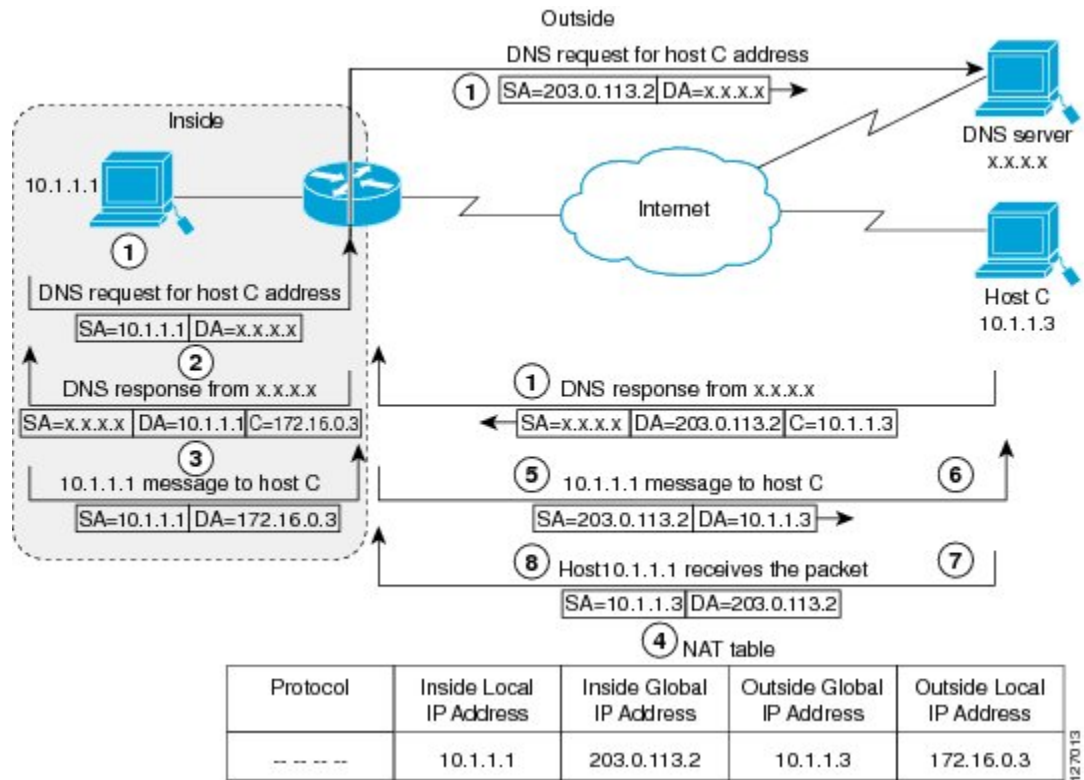 Outside
DNS request for host C address
1 SA=203.0.113.2 DA=x.x.x.x
Inside
DNS server
x.x.x.x
10.1.1.1
Internet
1
DNS request for host C address
SA=10.1.1.1 DA=x.x.x.x
Host C
10.1.1.3
2
DNS response from x.x.x.x
SA=x.x.x.x DA=10.1.1.1 C=172.16.0.3
1 DNS response from x.x.x.x
SA=x.x.x.x DA=203.0.113.2 C=10.1.1.3
3
10.1.1.1 message to host C
SA=10.1.1.1 DA=172.16.0.3
5 10.1.1.1 message to host C 6
SA=203.0.113.2 DA=10.1.1.3
8 Host10.1.1.1 receives the packet 7
SA=10.1.1.3 DA=203.0.113.2
4 NAT table
Protocol Inside Local IP Address Inside Global IP Address Outside Global IP Address Outside Local IP Address
-- -- -- -- 10.1.1.1 203.0.113.2 10.1.1.3 172.16.0.3
127013